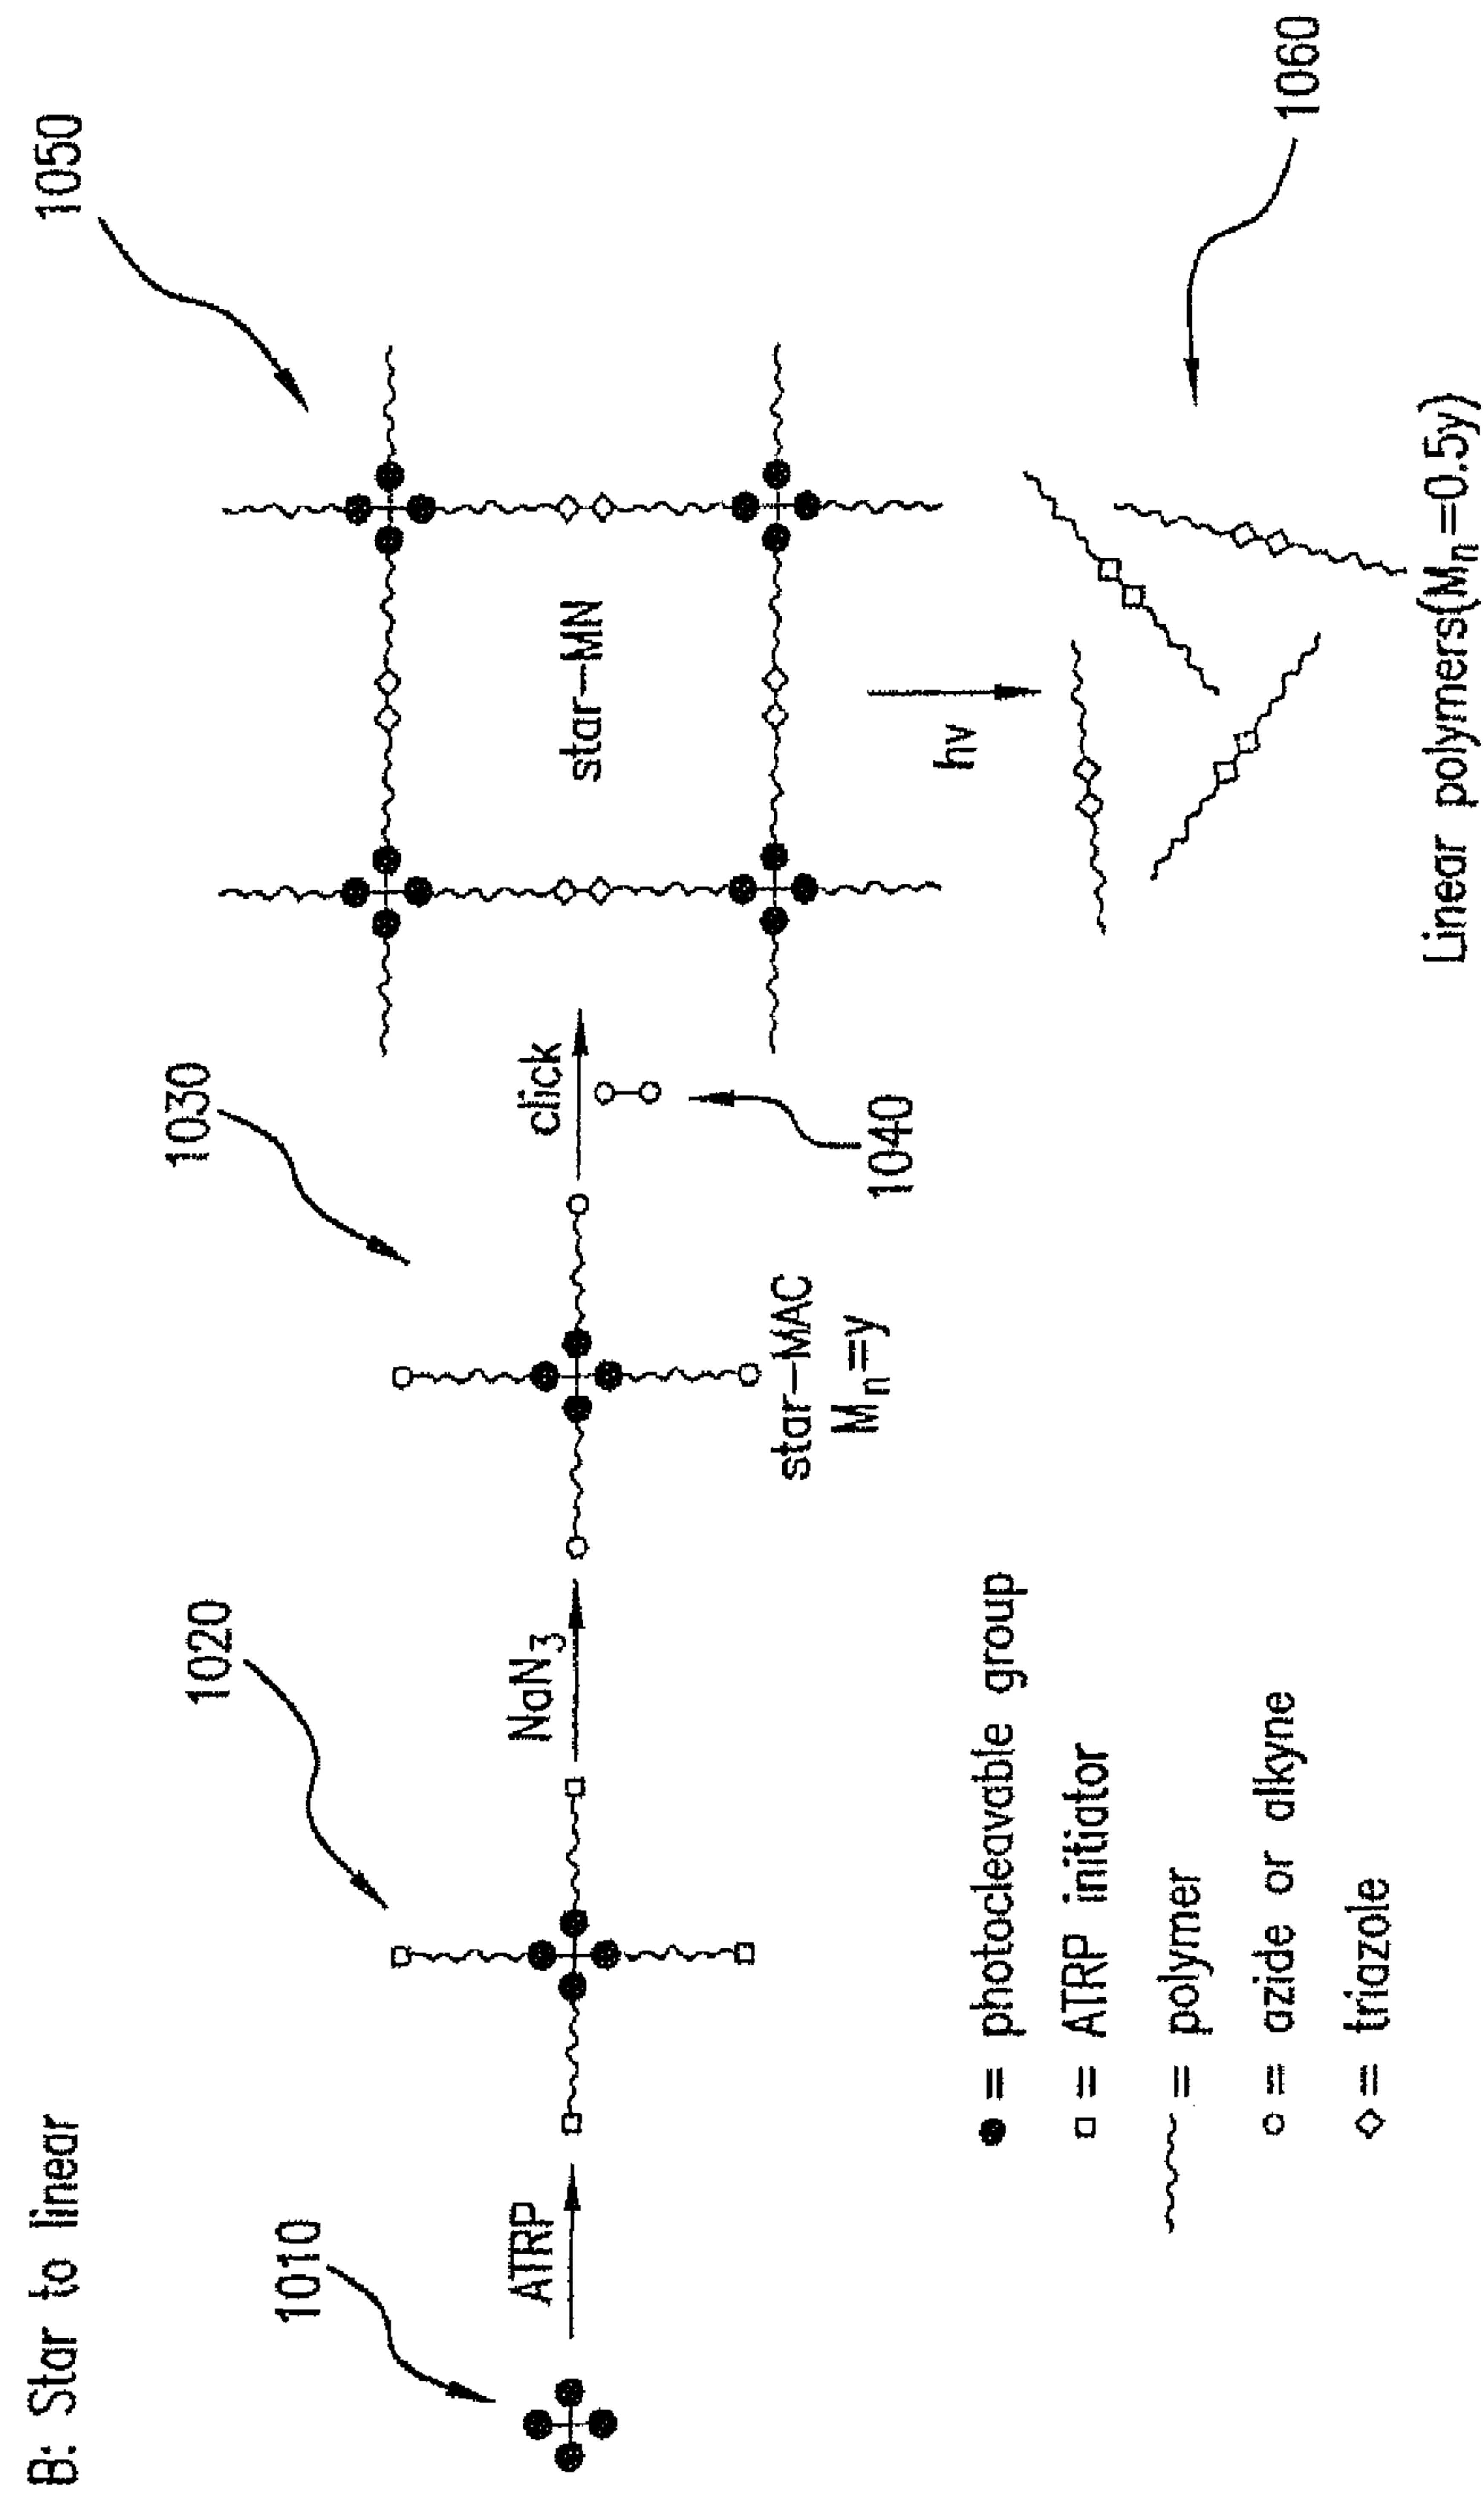 B: Star to linear
1010
ATRP
1020
NaN3
1030
star-MAC
Mn=y
click
1040
1050
star-MN
hv
1060
Linear polymers(Mn=0.5y)
= photocleavable group
= ATRP initiator
= polymer
= azide or alkyne
= triazole